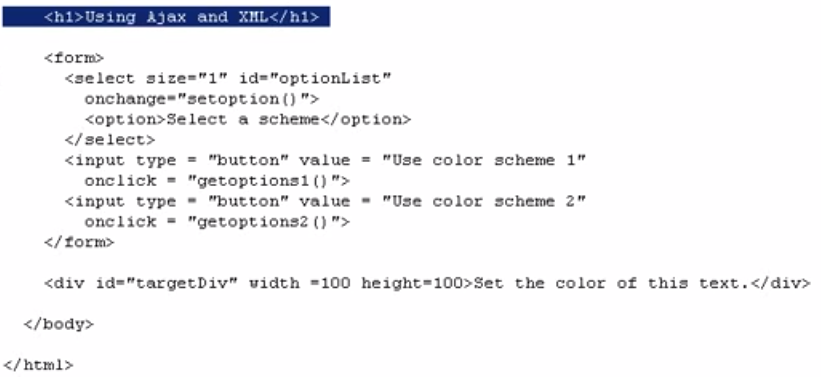 <h1>Using Ajax and XML</h1>
<form>
<select size="1" id="optionList"
onchange="setoption()">
<option>Select a scheme</option>
</select>
<input type = "button" value = "Use color scheme 1"
onclick = "getoptions1()">
<input type = "button" value = "Use color scheme 2"
onclick = "getoptions2()">
</form>
<div id="targetDiv" width =100 height=100>Set the color of this text.</div>
</body>
</html>